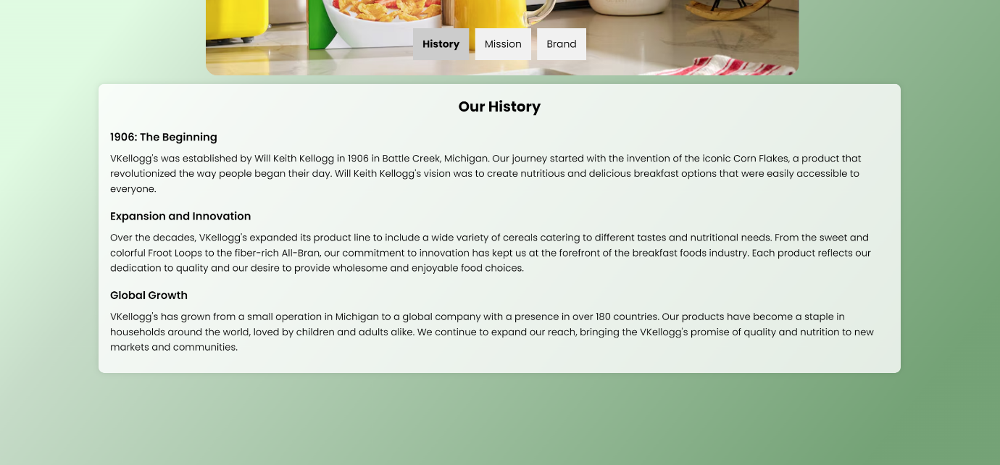 History Mission Brand
Our History
1906: The Beginning
VKellogg's was established by Will Keith Kellogg in 1906 in Battle Creek, Michigan. Our journey started with the invention of the iconic Corn Flakes, a product that
revolutionized the way people began their day. Will Keith Kellogg's vision was to create nutritious and delicious breakfast options that were easily accessible to
everyone.
Expansion and Innovation
Over the decades, VKellogg's expanded its product line to include a wide variety of cereals catering to different tastes and nutritional needs. From the sweet and
colorful Froot Loops to the fiber-rich All-Bran, our commitment to innovation has kept us at the forefront of the breakfast foods industry. Each product reflects our
dedication to quality and our desire to provide wholesome and enjoyable food choices.
Global Growth
VKellogg's has grown from a small operation in Michigan to a global company with a presence in over 180 countries. Our products have become a staple in
households around the world, loved by children and adults alike. We continue to expand our reach, bringing the VKellogg's promise of quality and nutrition to new
markets and communities.